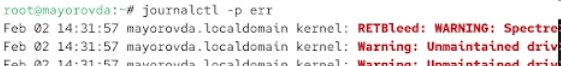 root@mayorovda:~# journalctl -p err
Feb 02 14:31:57 mayorovda.localdomain kernel: RETBleed: WARNING: Spectre
Feb 02 14:31:57 mayorovda.localdomain kernel: Warning: Unmaintained driv
Feb 02 14:31:57 mayorovda.localdomain kernel: Warning: Unmaintained driv